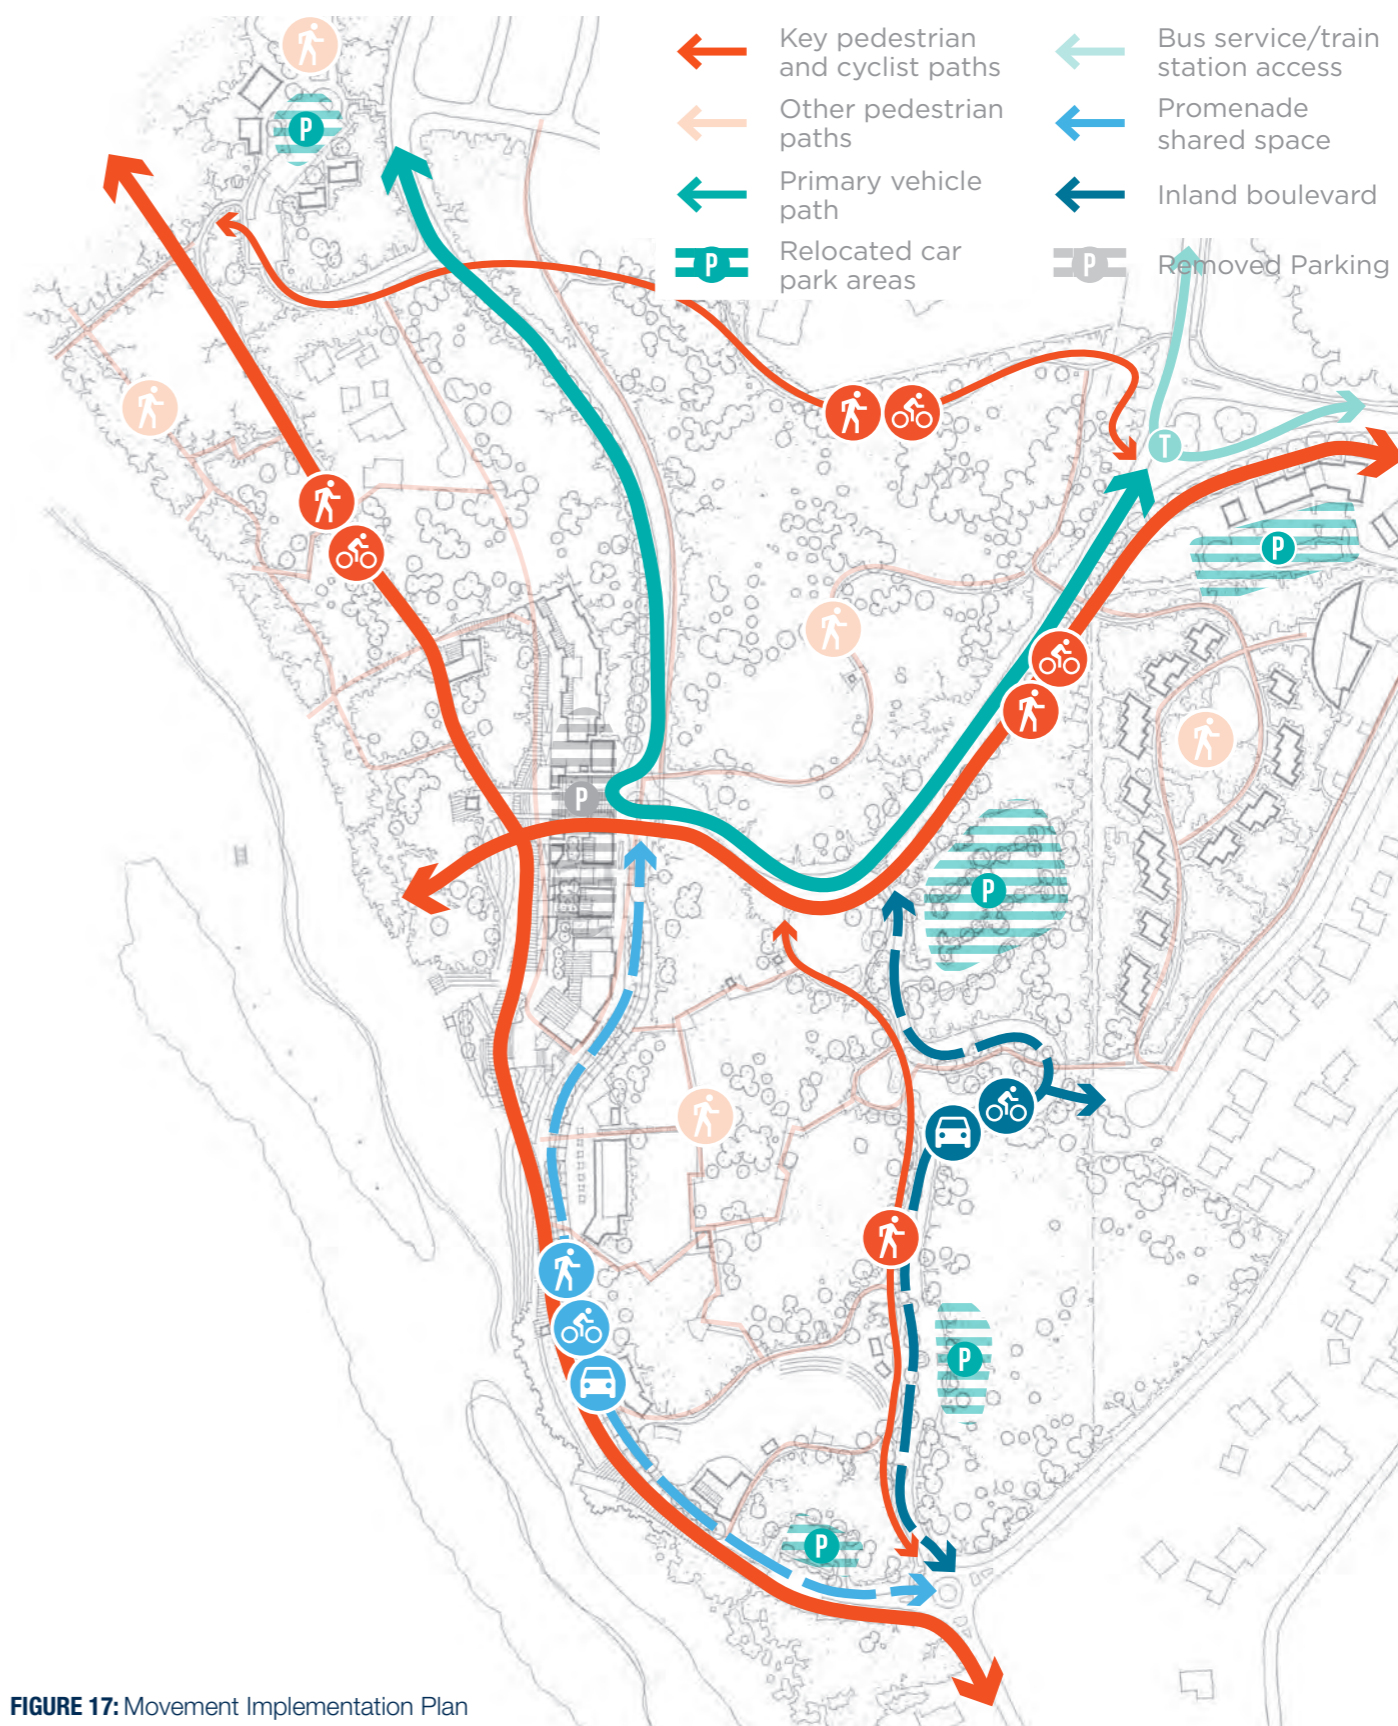 Key pedestrian
and cyclist paths
Other pedestrian
paths
Primary vehicle
path
P
Relocated car
park areas
Bus service/train
station access
Promenade
shared space
Inland boulevard
P
Removed Parking
P
T
P
P
P
P
P
FIGURE 17: Movement Implementation Plan